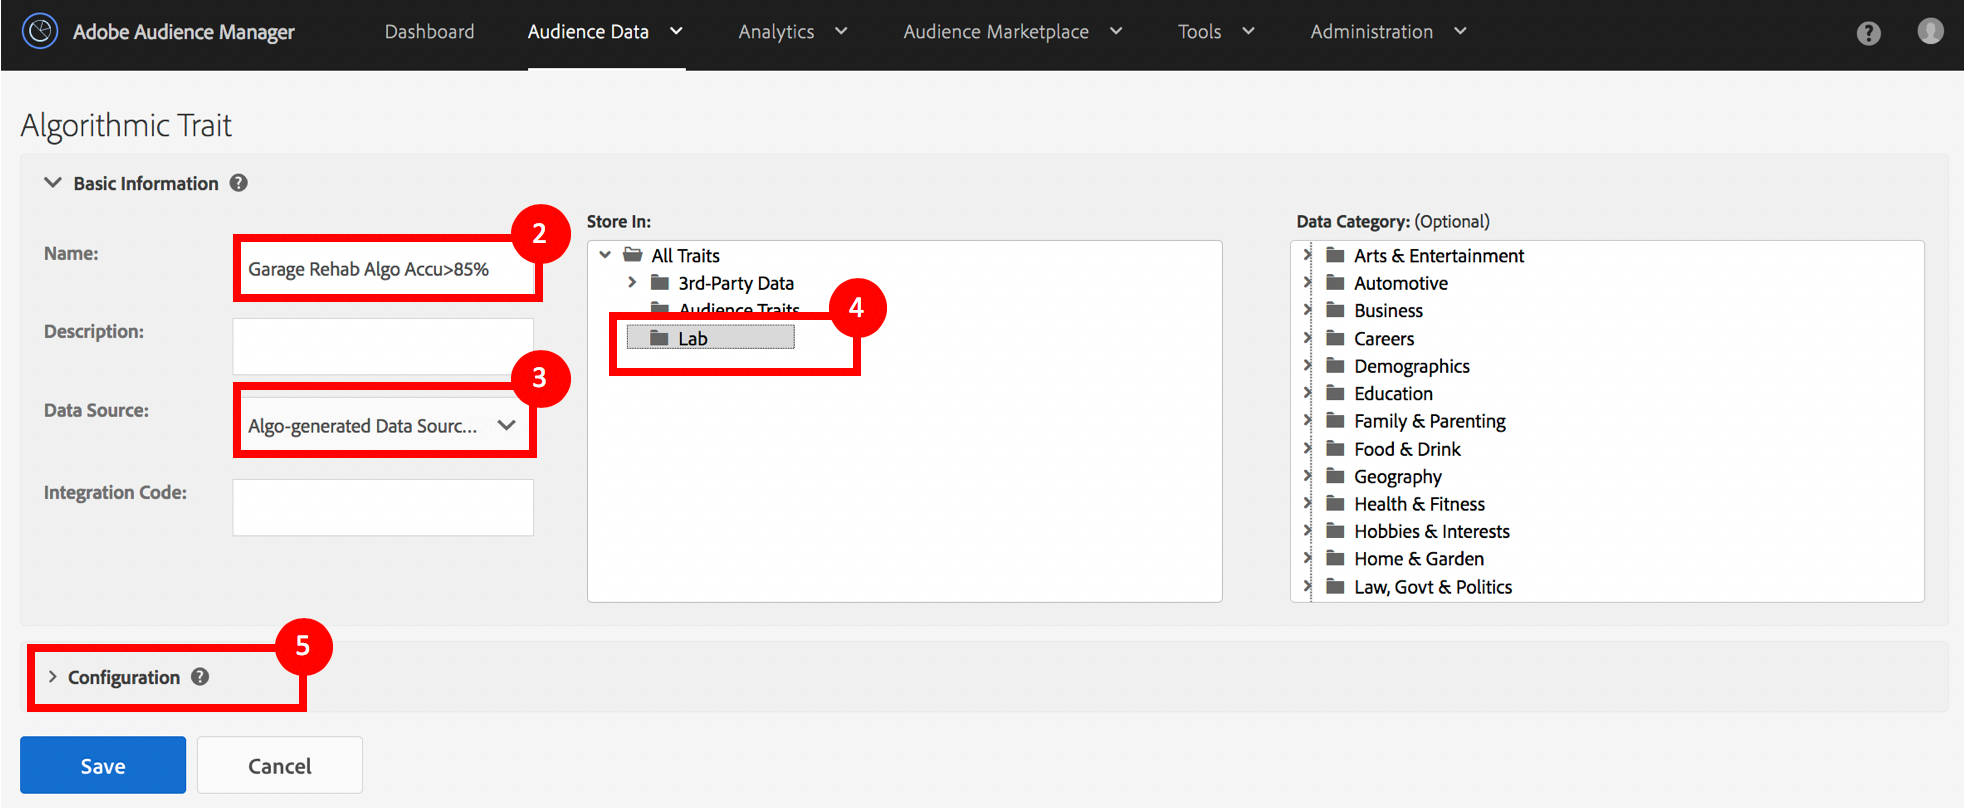 Adobe Audience Manager
Dashboard
Audience Data
Analytics
Audience Marketplace
Tools
Administration
?
Algorithmic Trait
Basic Information ?
Name:
Garage Rehab Algo Accu>85%
2
Description:
Data Source:
Algo-generated Data Sourc...
3
Integration Code:
Store In:
All Traits
3rd-Party Data
Audience Traits
Lab
4
Data Category: (Optional)
Arts & Entertainment
Automotive
Business
Careers
Demographics
Education
Family & Parenting
Food & Drink
Geography
Health & Fitness
Hobbies & Interests
Home & Garden
Law, Govt & Politics
Configuration ?
5
Save
Cancel